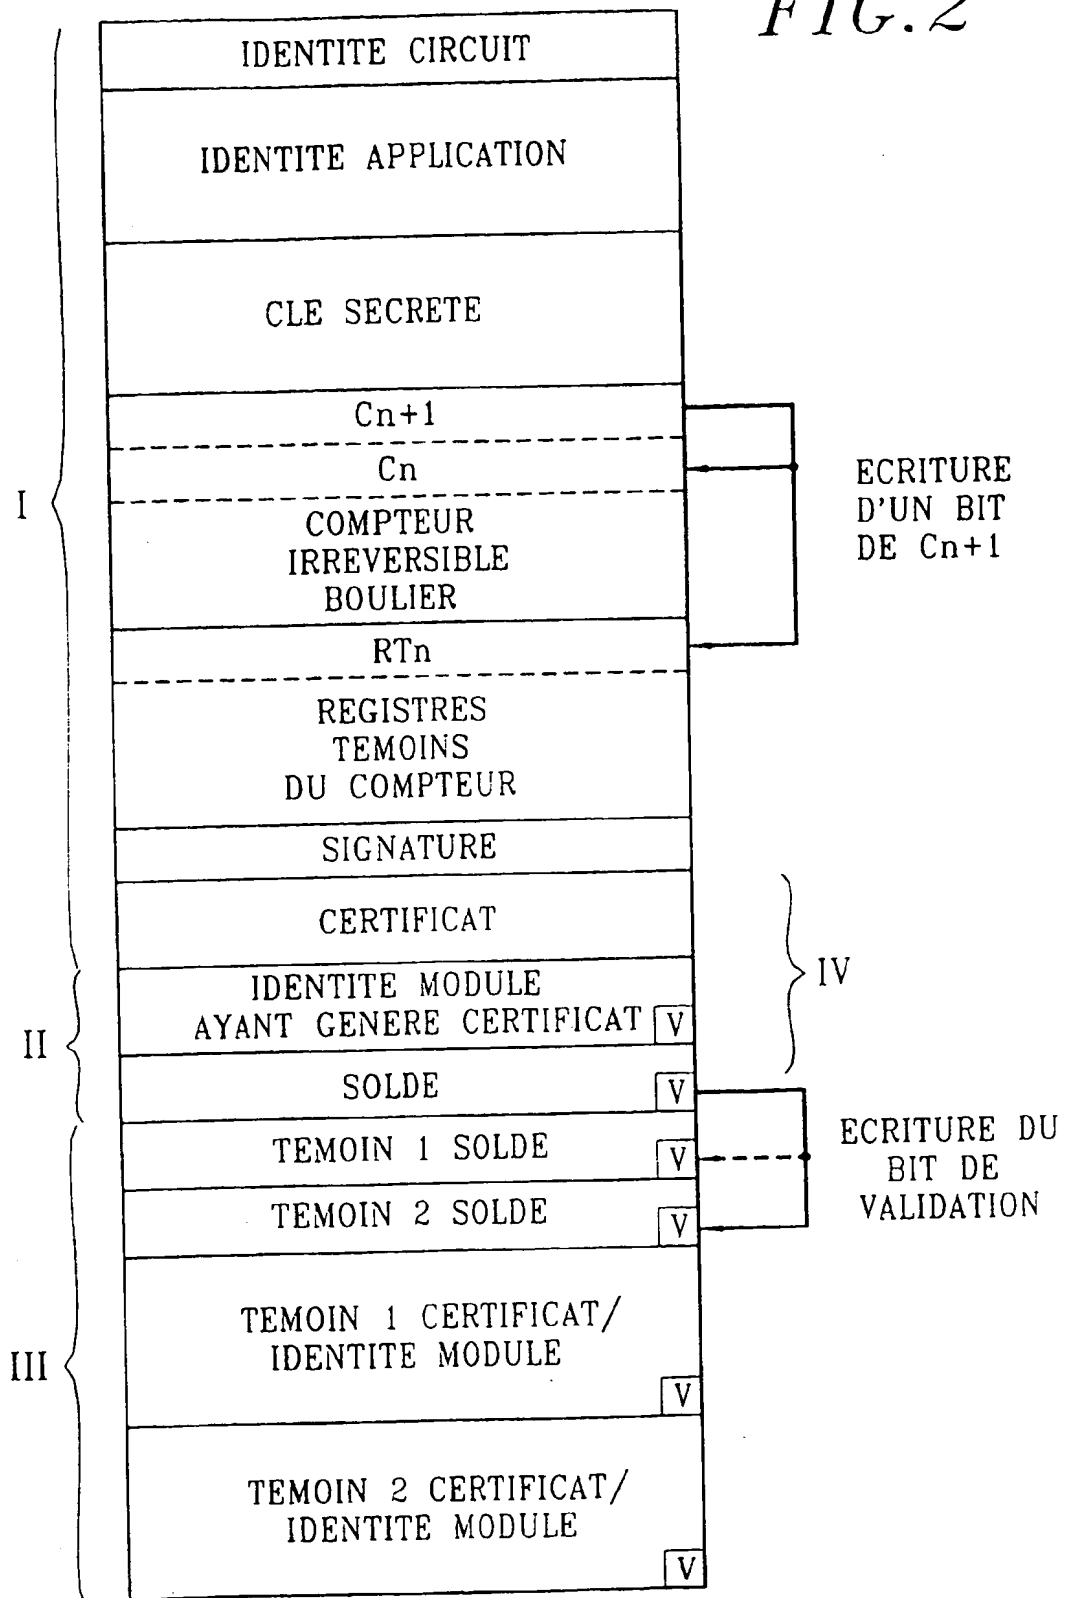 FIG. 2
IDENTITE CIRCUIT
IDENTITE APPLICATION
CLE SECRETE
Cn+1
Cn
COMPTEUR
IRREVERSIBLE
BOULIER
RTn
REGISTRES
TEMOINS
DU COMPTEUR
SIGNATURE
CERTIFICAT
IDENTITE MODULE
AYANT GENERE CERTIFICAT V
SOLDE V
TEMOIN 1 SOLDE V
TEMOIN 2 SOLDE V
TEMOIN 1 CERTIFICAT/
IDENTITE MODULE
V
TEMOIN 2 CERTIFICAT/
IDENTITE MODULE
V
I
II
III
ECRITURE
D'UN BIT
DE Cn+1
IV
ECRITURE DU
BIT DE
VALIDATION